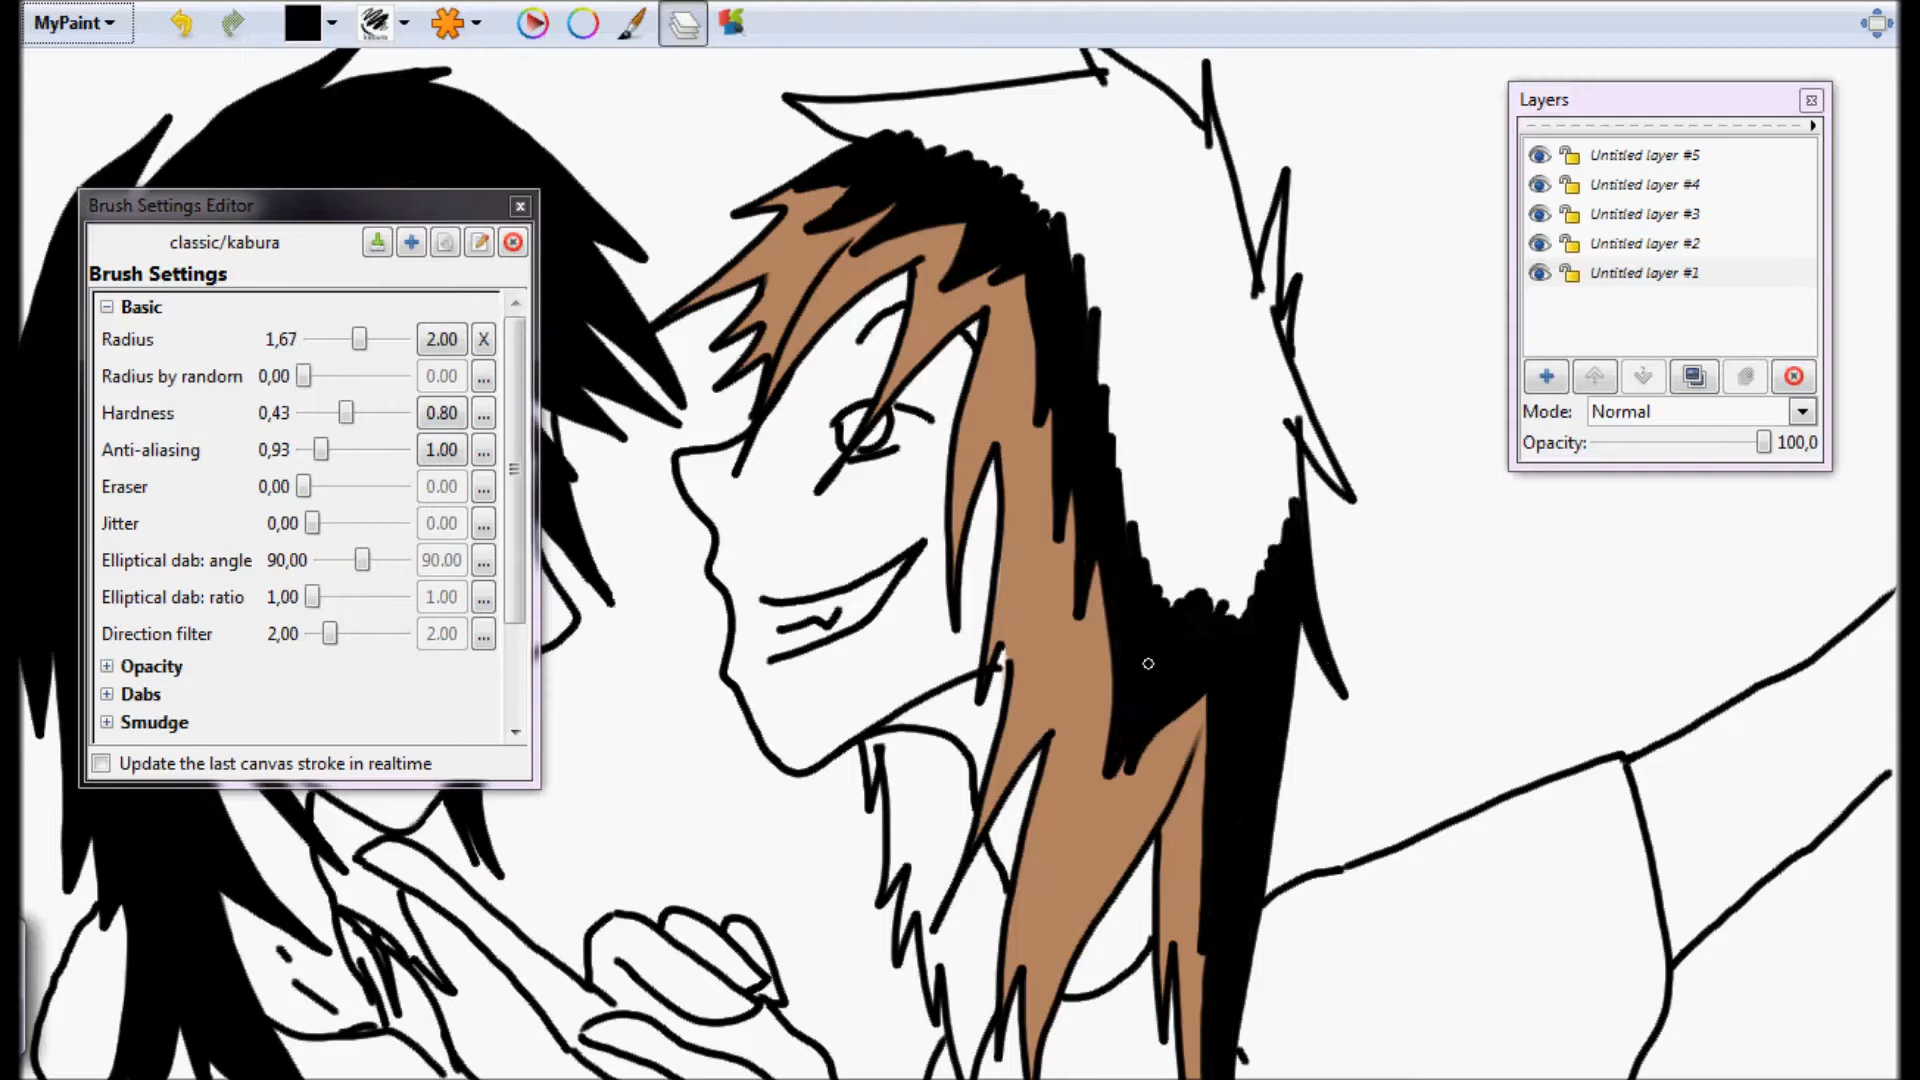 MyPaint
Brush Settings Editor
classic/kabura
Brush Settings
Basic
Radius 1,67 2.00 X
Radius by random 0,00 0.00 ...
Hardness 0,43 0.80 ...
Anti-aliasing 0,93 1.00 ...
Eraser 0,00 0.00 ...
Jitter 0,00 0.00 ...
Elliptical dab: angle 90,00 90.00 ...
Elliptical dab: ratio 1,00 1.00 ...
Direction filter 2,00 2.00 ...
Opacity
Dabs
Smudge
Update the last canvas stroke in realtime
Layers
Untitled layer #5
Untitled layer #4
Untitled layer #3
Untitled layer #2
Untitled layer #1
Mode: Normal
Opacity: 100,0